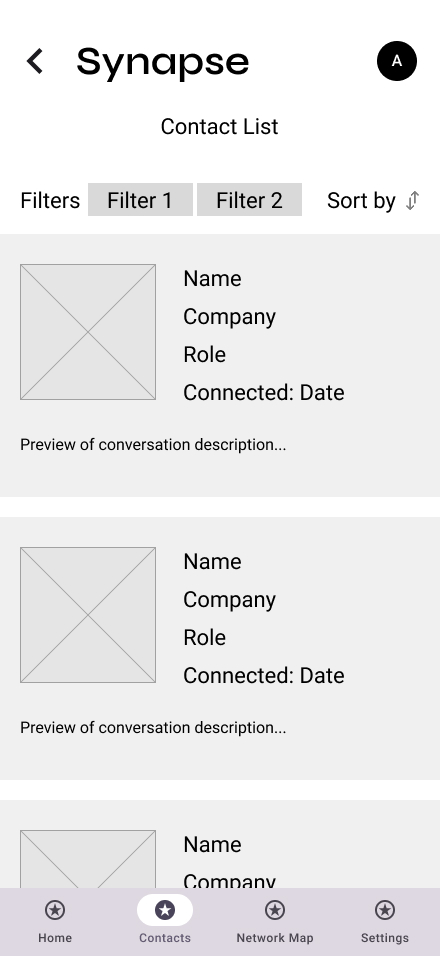 Synapse
A
Contact List
Filters Filter 1 Filter 2 Sort by
Name
Company
Role
Connected: Date
Preview of conversation description...
Name
Company
Role
Connected: Date
Preview of conversation description...
Name
Company
Home Contacts Network Map Settings